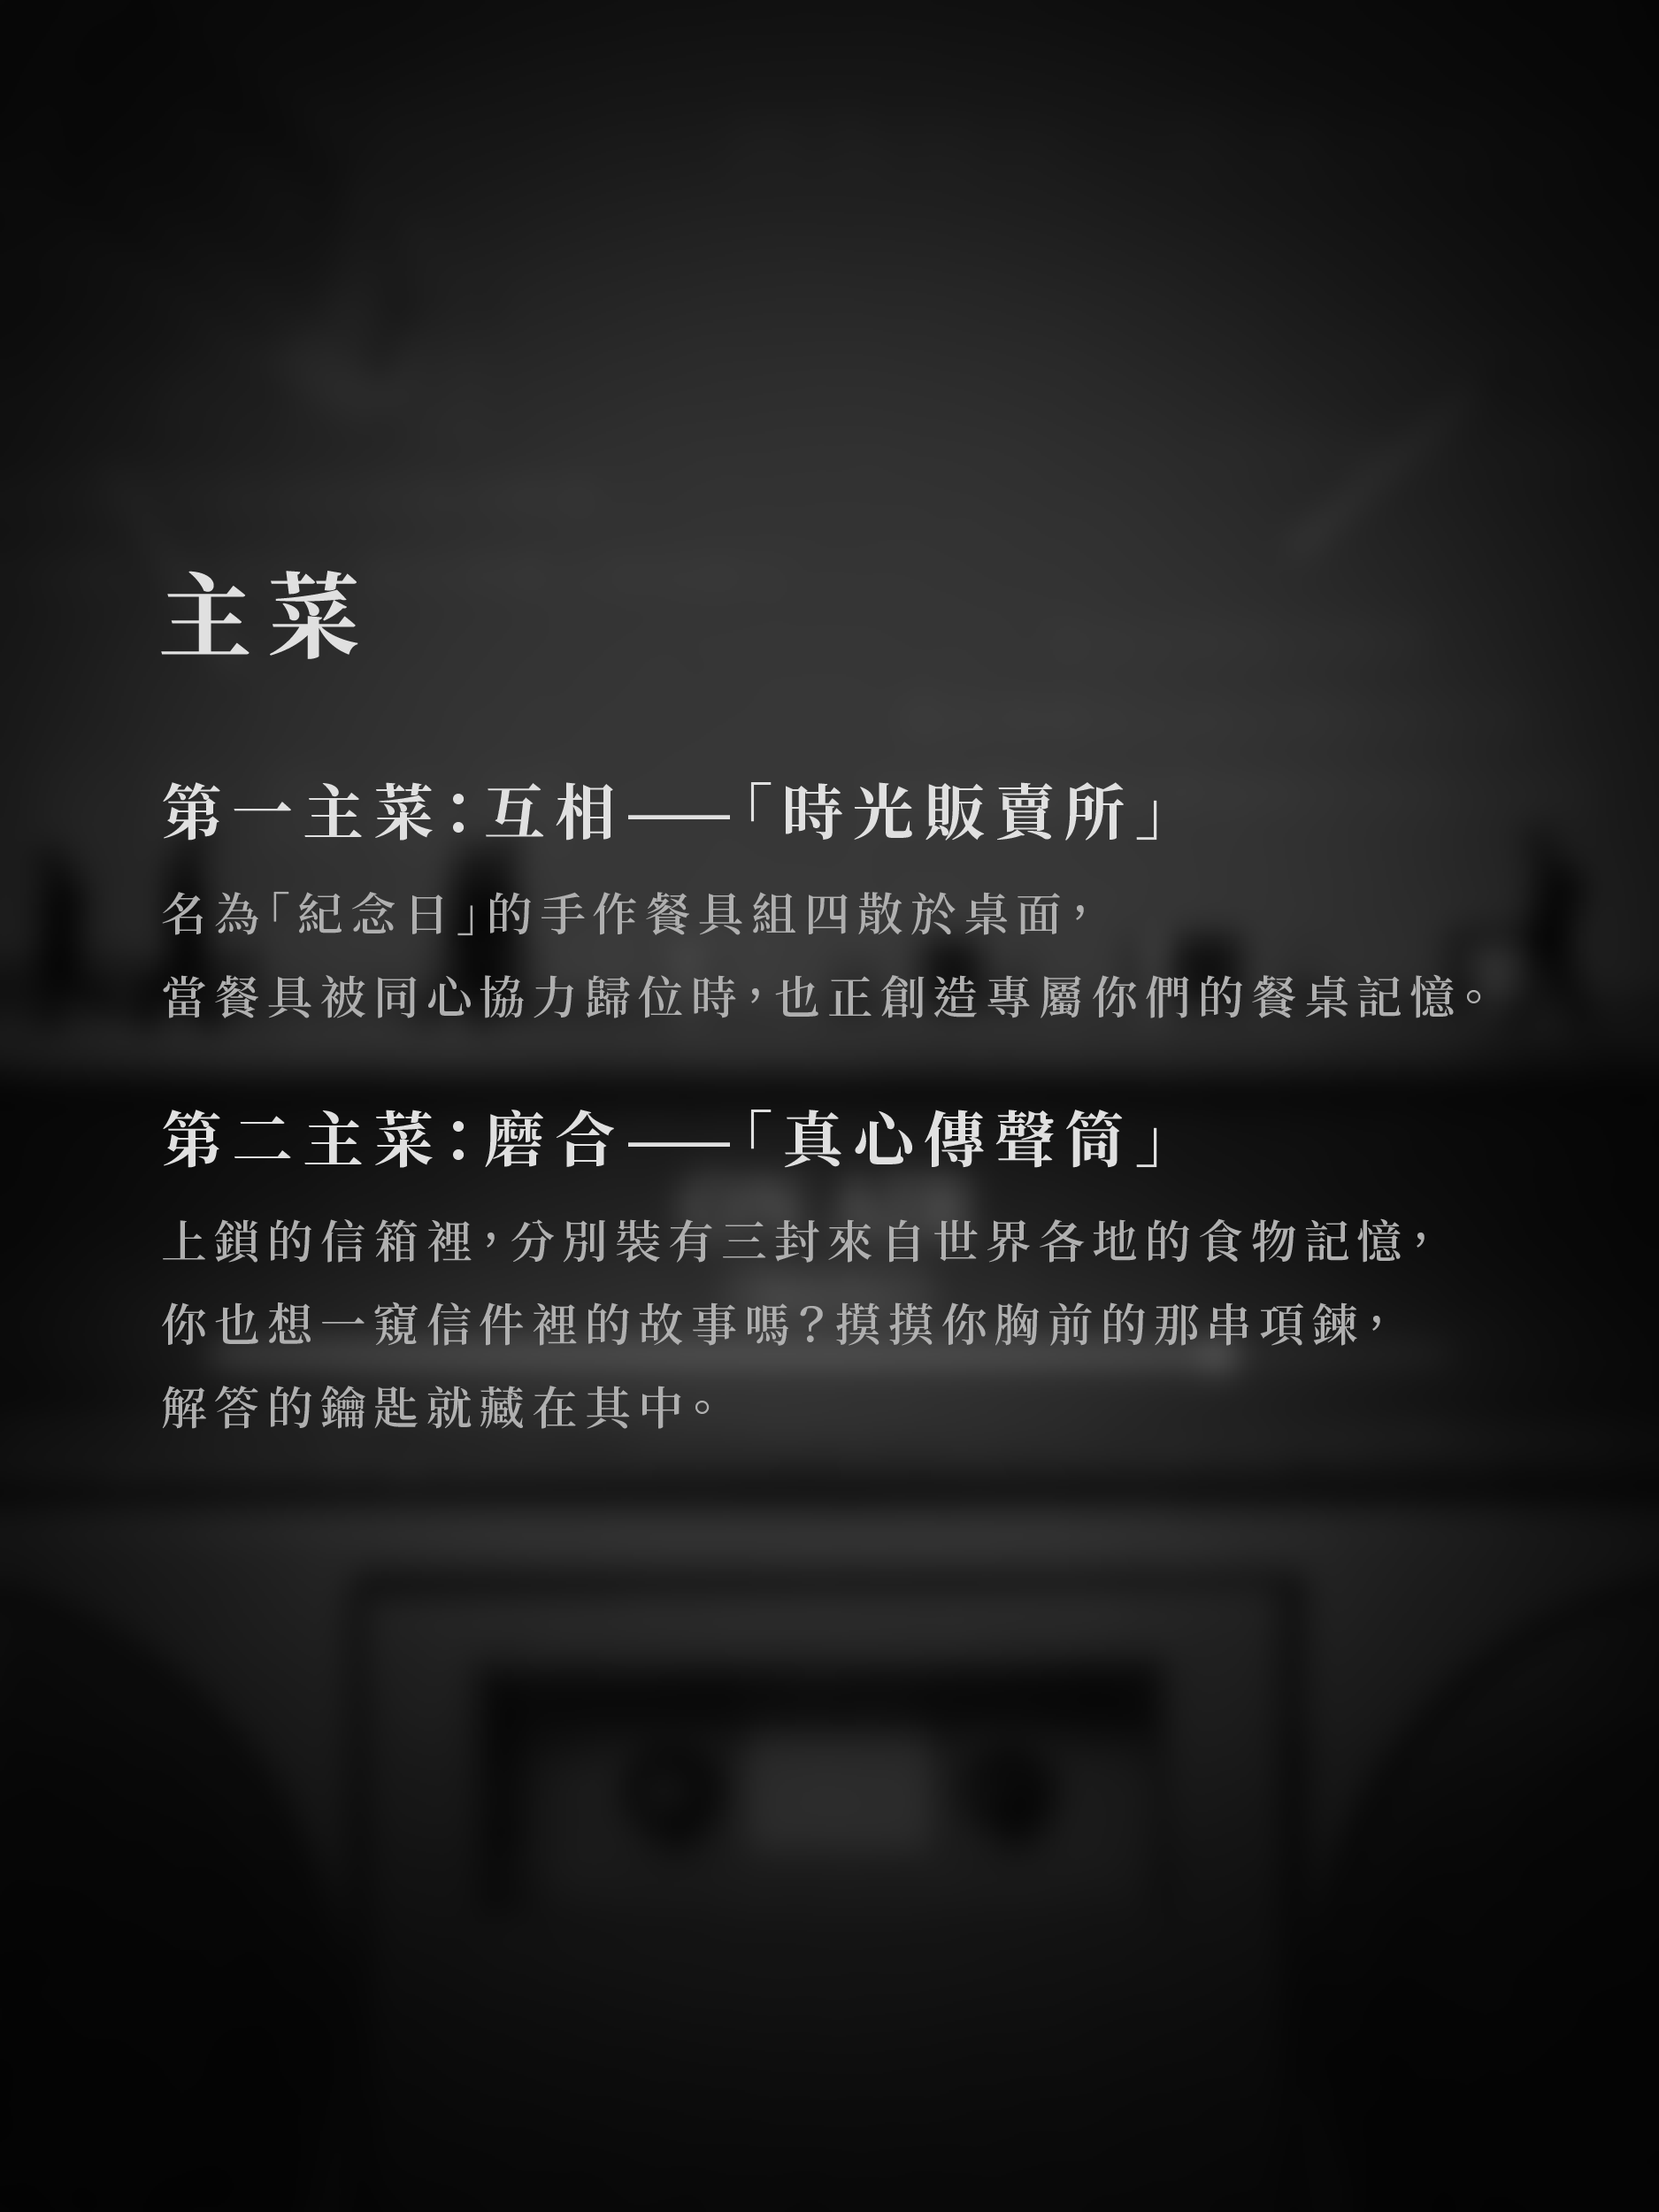 主菜
第一主菜：互相——「時光販賣所」
名為「紀念日」的手作餐具組四散於桌面，
當餐具被同心協力歸位時，也正創造專屬你們的餐桌記憶。
第二主菜：磨合——「真心傳聲筒」
上鎖的信箱裡，分別裝有三封來自世界各地的食物記憶，
你也想一窺信件裡的故事嗎？摸摸你胸前的那串項鍊，
解答的鑰匙就藏在其中。